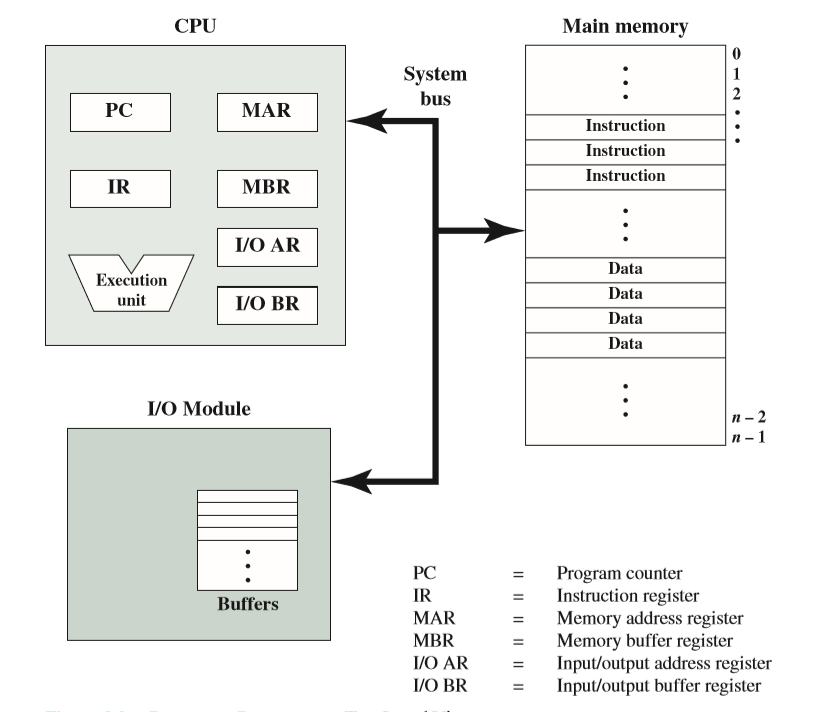 CPU
PC
MAR
IR
MBR
I/O AR
I/O BR
Execution
unit
System
bus
Main memory
0
1
2
Instruction
Instruction
Instruction
Data
Data
Data
Data
n – 2
n – 1
I/O Module
Buffers
PC = Program counter
IR = Instruction register
MAR = Memory address register
MBR = Memory buffer register
I/O AR = Input/output address register
I/O BR = Input/output buffer register